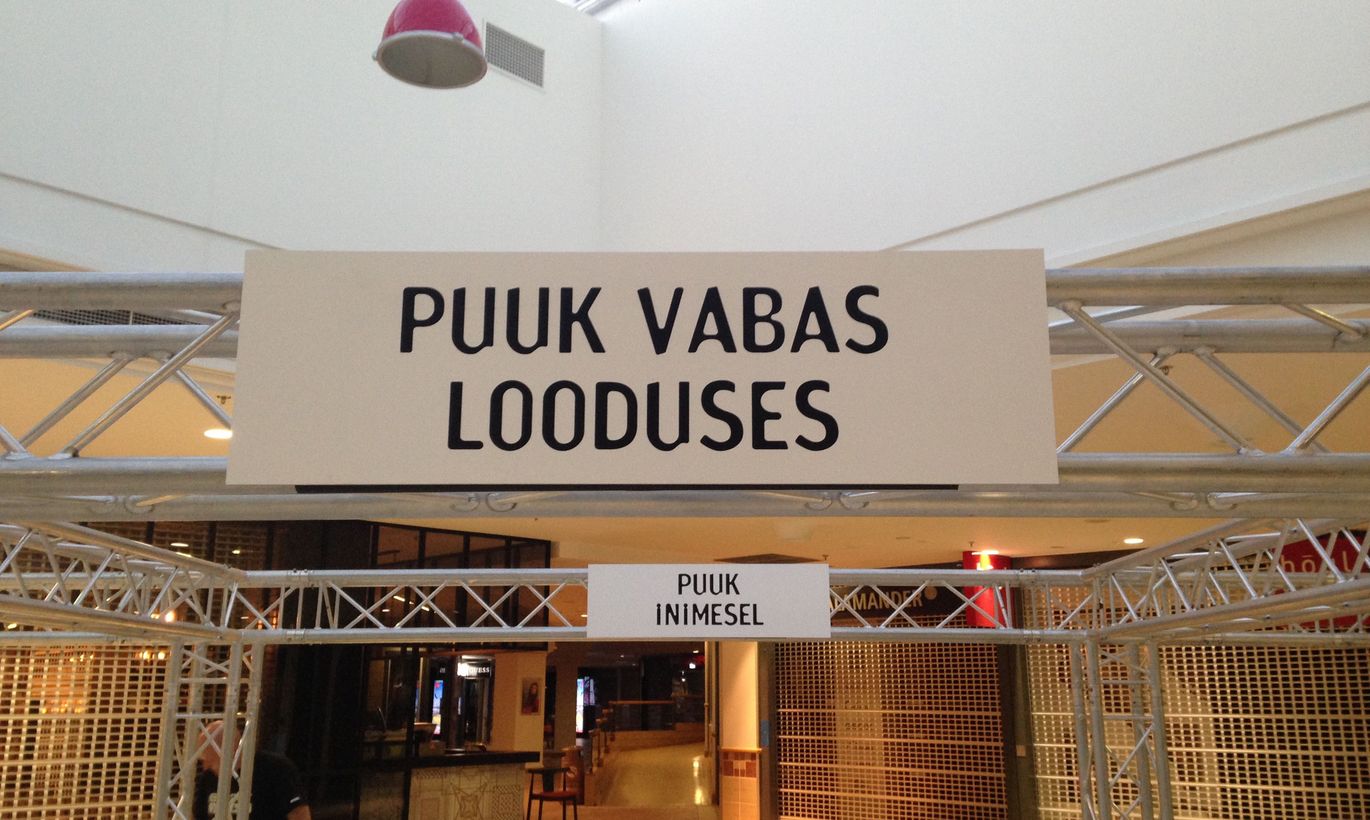 PUUK VABAS
LOODUSES
PUUK
INIMESEL